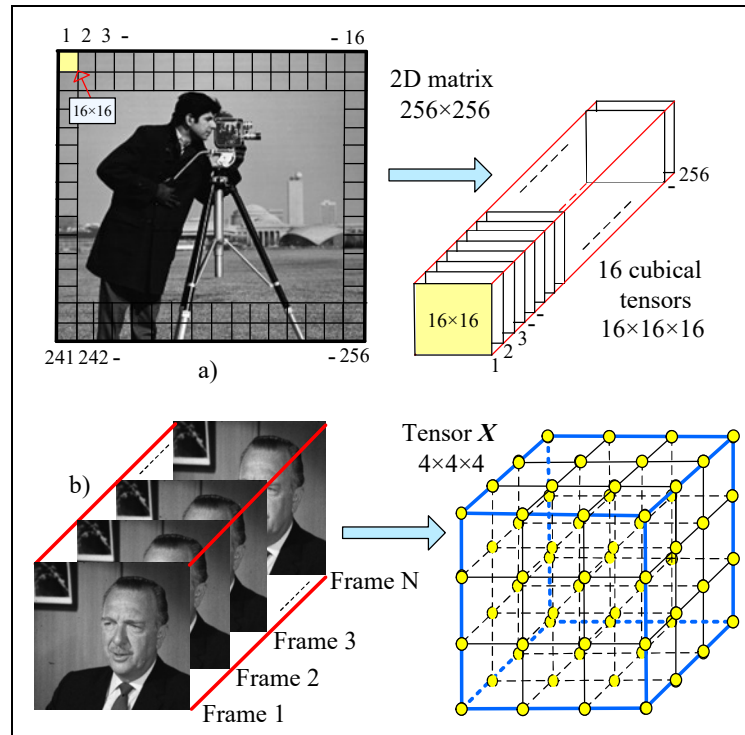 1 2 3 - - 16
16×16
241 242 - - 256
a)
2D matrix
256×256
256
-
16 cubical
tensors
16×16×16
16×16
1
2
3
-
-
b)
Frame N
Frame 3
Frame 2
Frame 1
Tensor X
4×4×4